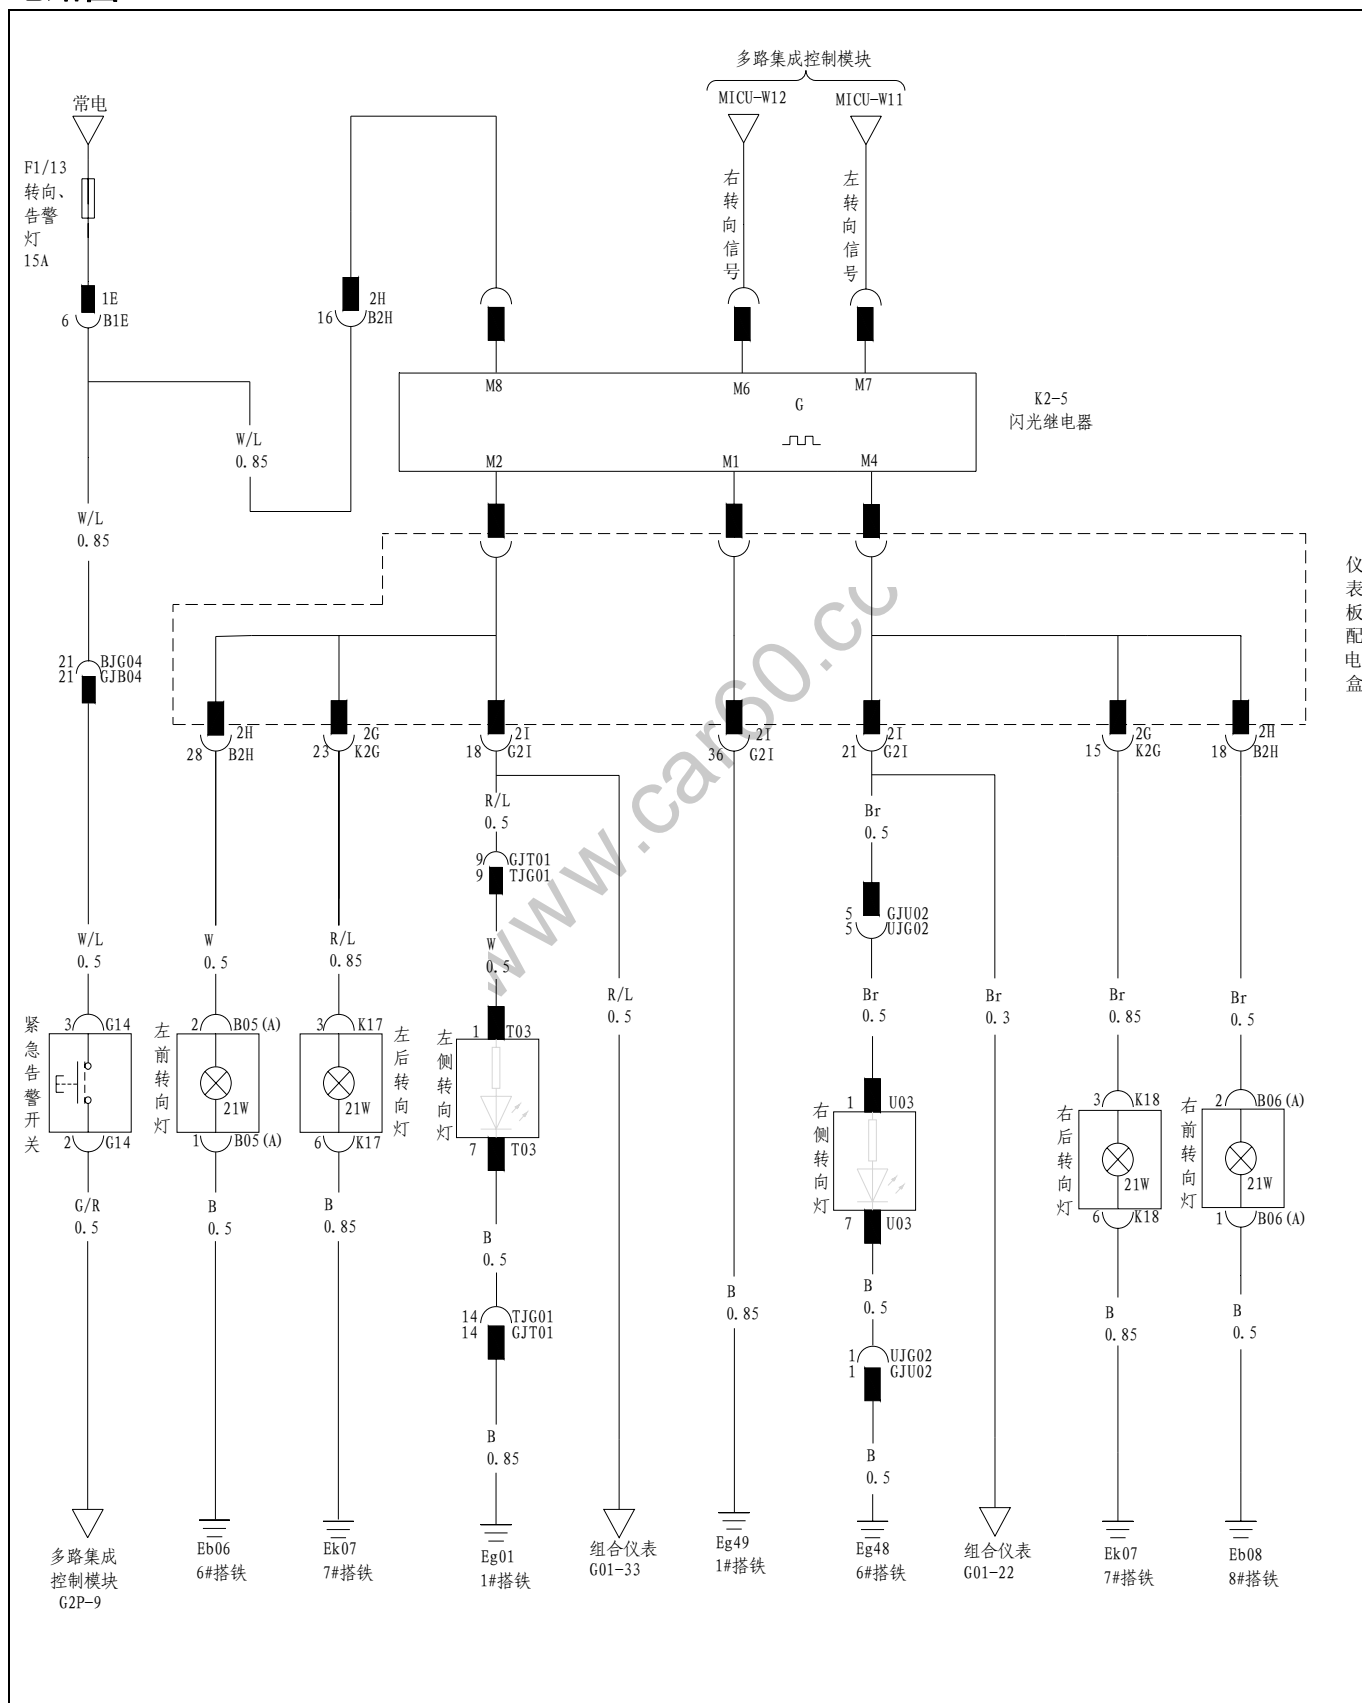 多路集成控制模块
常电
MICU-W12
MICU-W11
F1/13
转向、
告警
灯
15A
右转向信号
左转向信号
1E
6
B1E
2H
16
B2H
M8
M6
M7
G
K2-5
闪光继电器
W/L
0.85
M2
M1
M4
W/L
0.85
仪表板配电盒
21
BJG04
21
GJB04
2H
28
B2H
2G
23
K2G
2I
18
G2I
2I
36
G2I
2I
21
G2I
2G
15
K2G
2H
18
B2H
www.car60.cc
R/L
0.5
Br
0.5
9
GJT01
9
TJG01
5
GJU02
5
UJG02
W/L
0.5
W
0.5
R/L
0.85
W
0.5
R/L
0.5
Br
0.5
Br
0.3
Br
0.85
Br
0.5
紧急告警开关
3
G14
2
G14
左前转向灯
2
B05(A)
21W
1
B05(A)
3
K17
21W
6
K17
左后转向灯
左侧转向灯
1
T03
7
T03
右侧转向灯
1
U03
7
U03
右后转向灯
3
K18
21W
6
K18
右前转向灯
2
B06(A)
21W
1
B06(A)
G/R
0.5
B
0.5
B
0.85
B
0.5
B
0.85
B
0.5
B
0.85
B
0.5
14
TJG01
14
GJT01
1
UJG02
1
GJU02
B
0.85
B
0.5
多路集成
控制模块
G2P-9
Eb06
6#搭铁
Ek07
7#搭铁
Eg01
1#搭铁
组合仪表
G01-33
Eg49
1#搭铁
Eg48
6#搭铁
组合仪表
G01-22
Ek07
7#搭铁
Eb08
8#搭铁